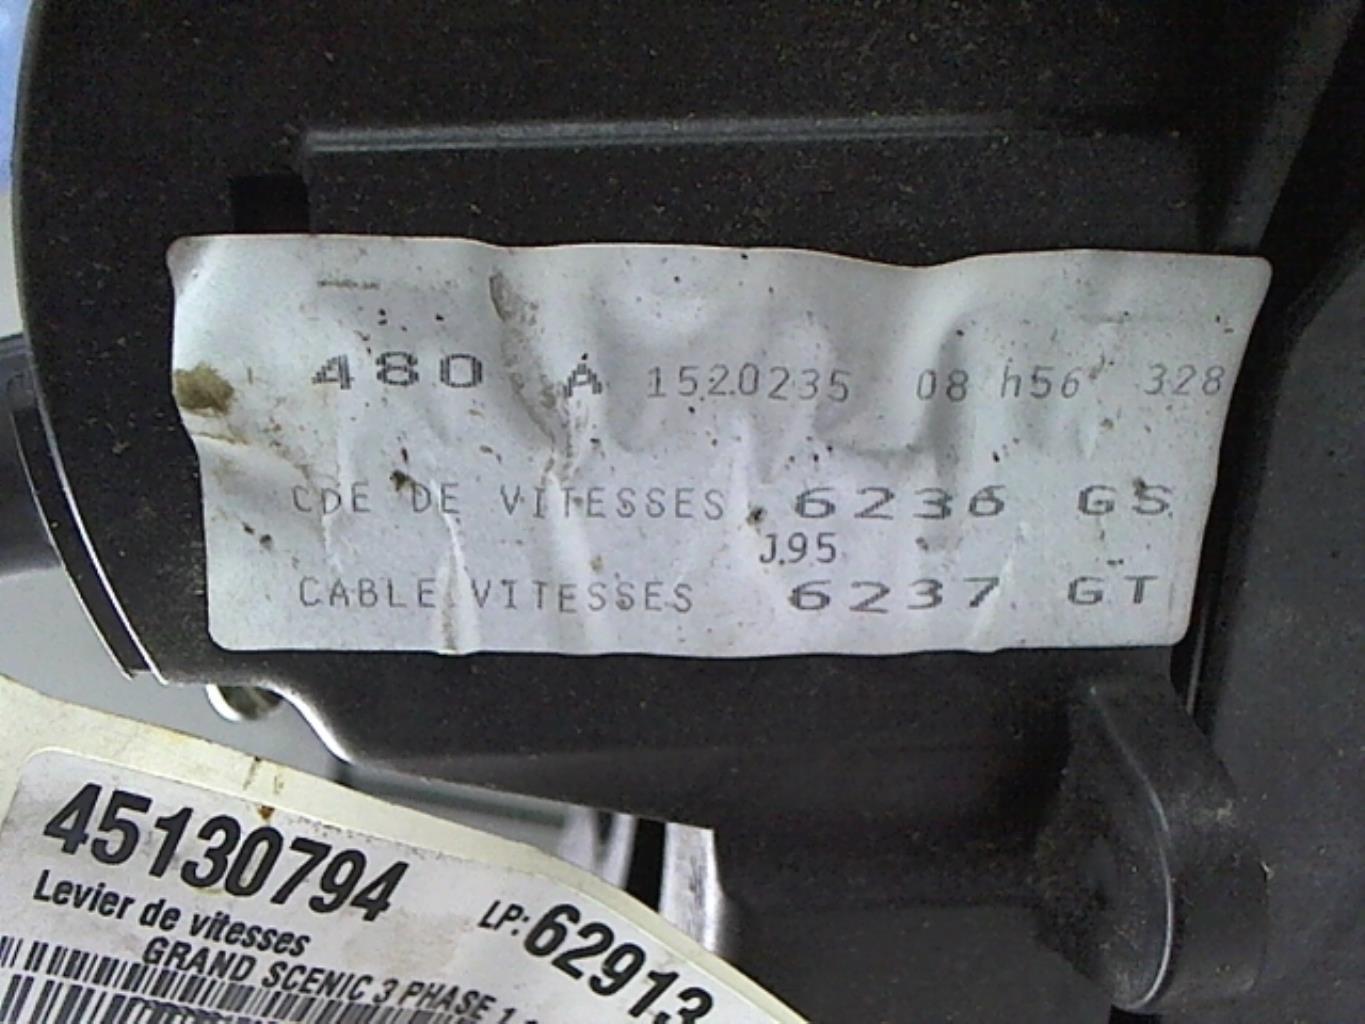 480 A 1520235 08 h56 328
CDE DE VITESSES 6236 GS
J95
CABLE VITESSES 6237 GT
45130794
Levier de vitesses
LP: 62913
GRAND SCENIC 3 PHASE 1